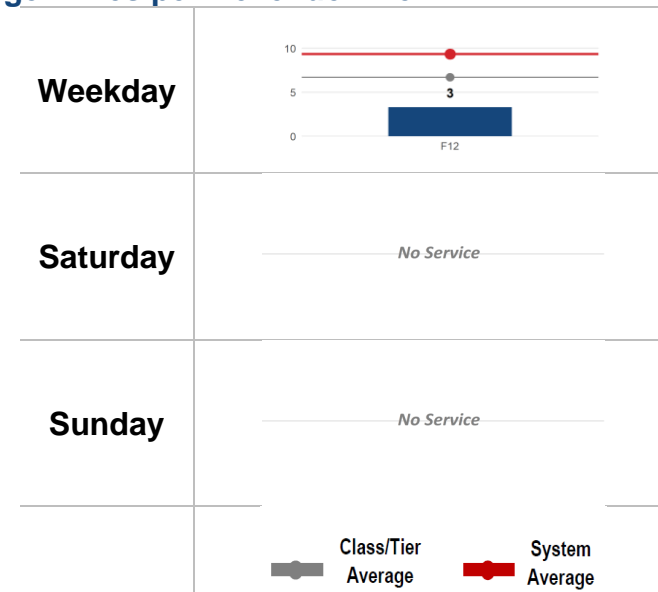 Weekday
10
5
3
0
F12
Saturday
No Service
Sunday
No Service
Class/Tier
Average
System
Average